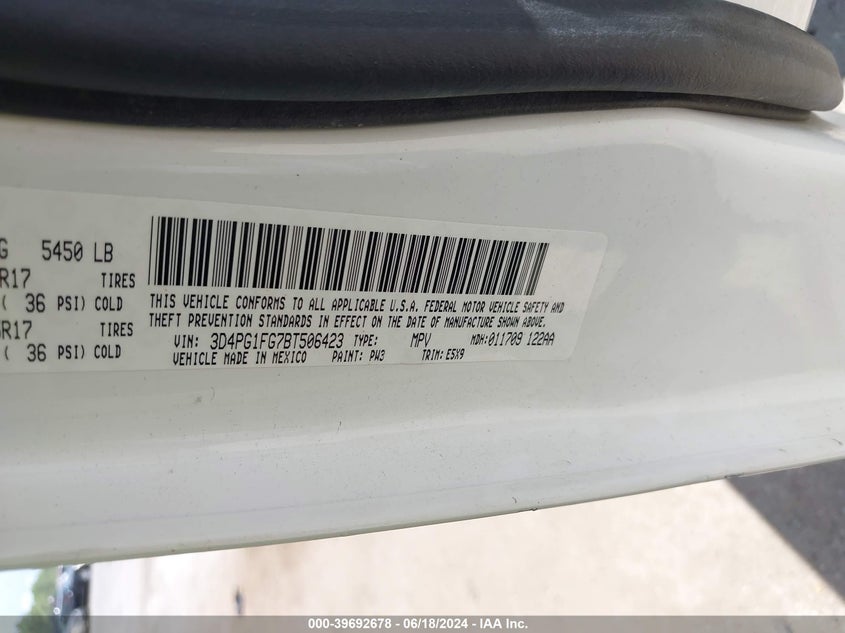 G 5450 LB
R17 TIRES
( 36 PSI) COLD
R17 TIRES
( 36 PSI) COLD
THIS VEHICLE CONFORMS TO ALL APPLICABLE U.S.A. FEDERAL MOTOR VEHICLE SAFETY AND
THEFT PREVENTION STANDARDS IN EFFECT ON THE DATE OF MANUFACTURE SHOWN ABOVE.
VIN: 3D4PG1FG7BT506423 TYPE: MPV MDH:011709 122AA
VEHICLE MADE IN MEXICO PAINT: PW3 TRIM: E5X9
000-39692678 - 06/18/2024 - IAA Inc.